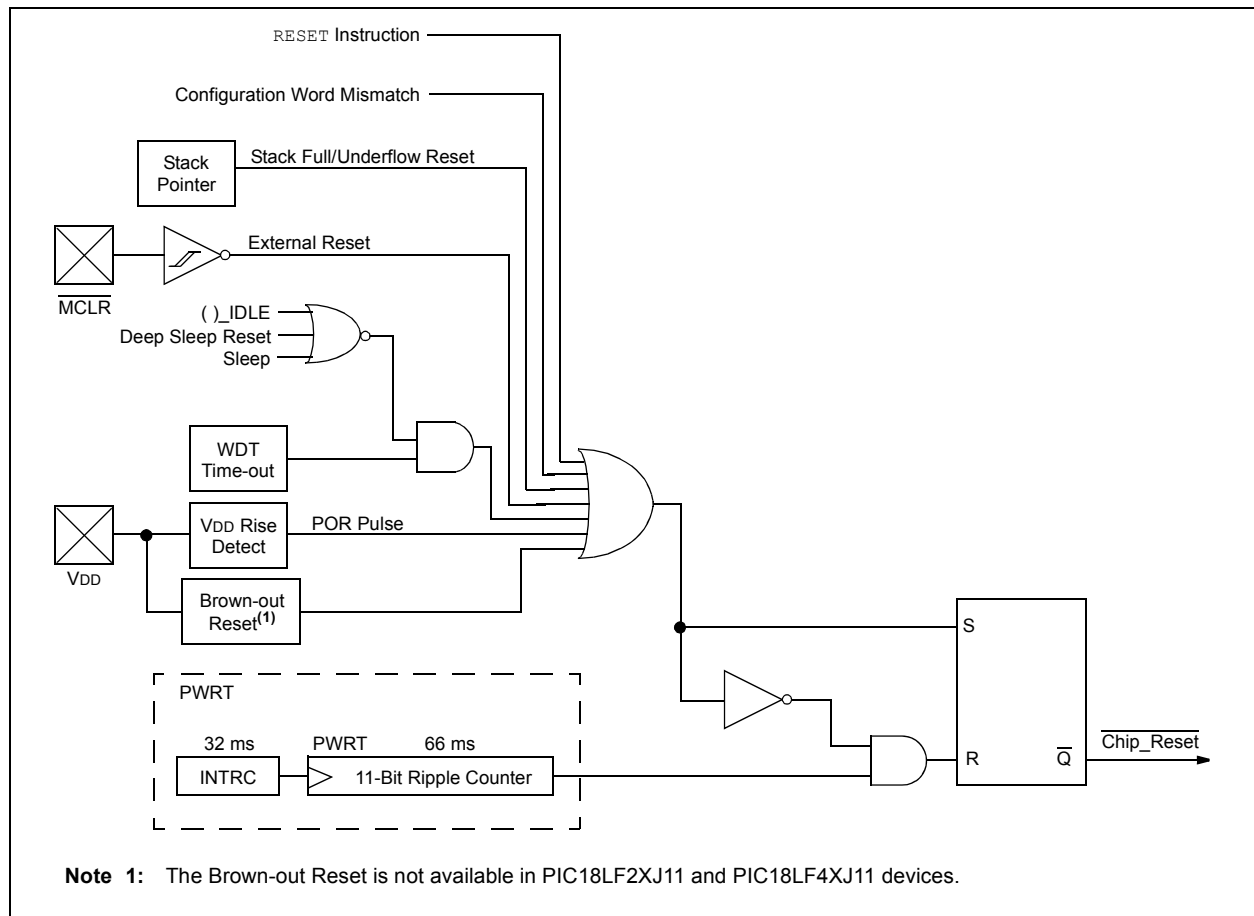 RESET Instruction
Configuration Word Mismatch
Stack
Pointer
Stack Full/Underflow Reset
External Reset
MCLR
( )_IDLE
Deep Sleep Reset
Sleep
WDT
Time-out
VDD
VDD Rise
Detect
POR Pulse
Brown-out
Reset(1)
S
R
Q
Chip_Reset
PWRT
32 ms
PWRT
66 ms
INTRC
11-Bit Ripple Counter
Note 1: The Brown-out Reset is not available in PIC18LF2XJ11 and PIC18LF4XJ11 devices.